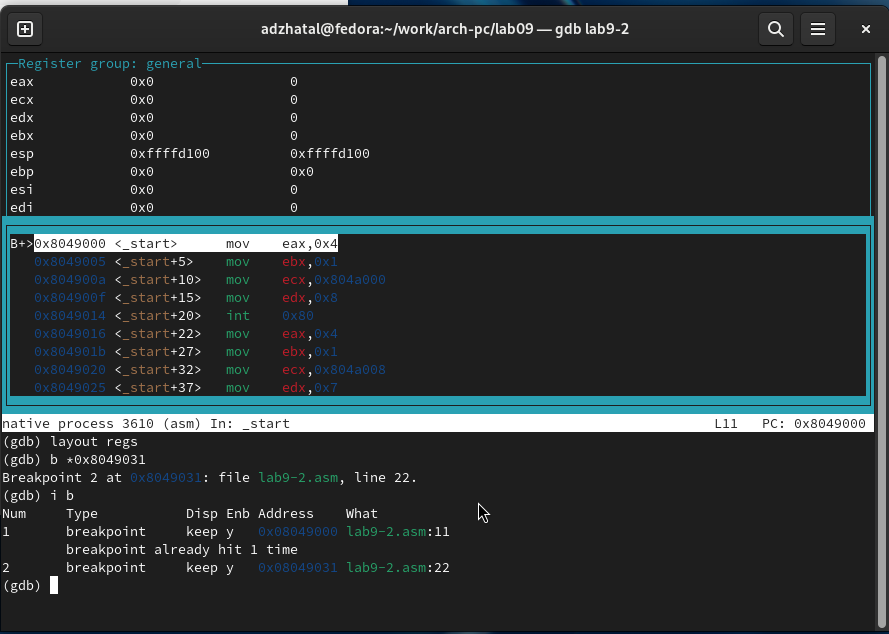 adzhatal@fedora:~/work/arch-pc/lab09 — gdb lab9-2
Register group: general
eax 0x0 0
ecx 0x0 0
edx 0x0 0
ebx 0x0 0
esp 0xffffd100 0xffffd100
ebp 0x0 0x0
esi 0x0 0
edi 0x0 0
B+>0x8049000 <_start> mov eax,0x4
0x8049005 <_start+5> mov ebx,0x1
0x804900a <_start+10> mov ecx,0x804a000
0x804900f <_start+15> mov edx,0x8
0x8049014 <_start+20> int 0x80
0x8049016 <_start+22> mov eax,0x4
0x804901b <_start+27> mov ebx,0x1
0x8049020 <_start+32> mov ecx,0x804a008
0x8049025 <_start+37> mov edx,0x7
native process 3610 (asm) In: _start L11 PC: 0x8049000
(gdb) layout regs
(gdb) b *0x8049031
Breakpoint 2 at 0x8049031: file lab9-2.asm, line 22.
(gdb) i b
Num Type Disp Enb Address What
1 breakpoint keep y 0x08049000 lab9-2.asm:11
breakpoint already hit 1 time
2 breakpoint keep y 0x08049031 lab9-2.asm:22
(gdb)